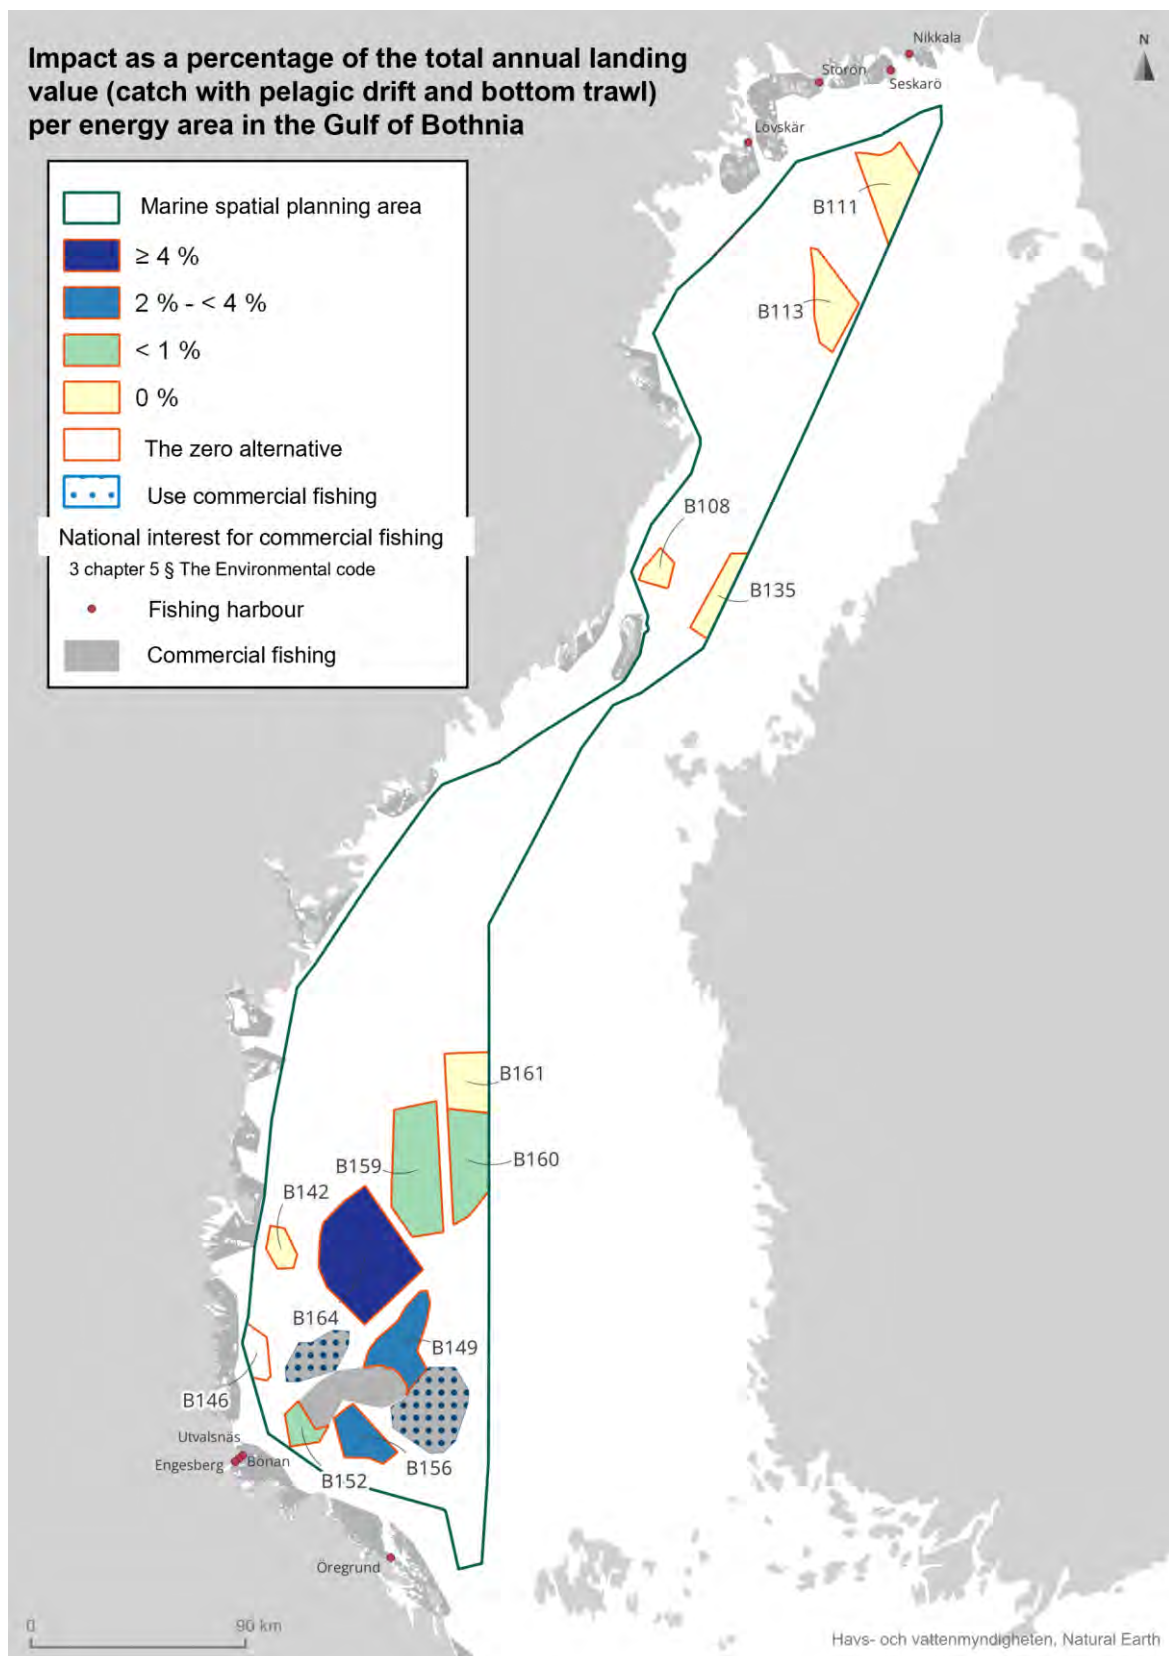 Impact as a percentage of the total annual landing
value (catch with pelagic drift and bottom trawl)
per energy area in the Gulf of Bothnia
Marine spatial planning area
≥ 4 %
2 % - < 4 %
< 1 %
0 %
The zero alternative
Use commercial fishing
National interest for commercial fishing
3 chapter 5 § The Environmental code
Fishing harbour
Commercial fishing
N
Nikkala
Storön
Seskarö
Lövskär
B111
B113
B108
B135
B161
B159
B160
B142
B164
B149
B146
Utvalsnäs
Engesberg
Bönan
B156
B152
Öregrund
0
90 km
Havs- och vattenmyndigheten, Natural Earth